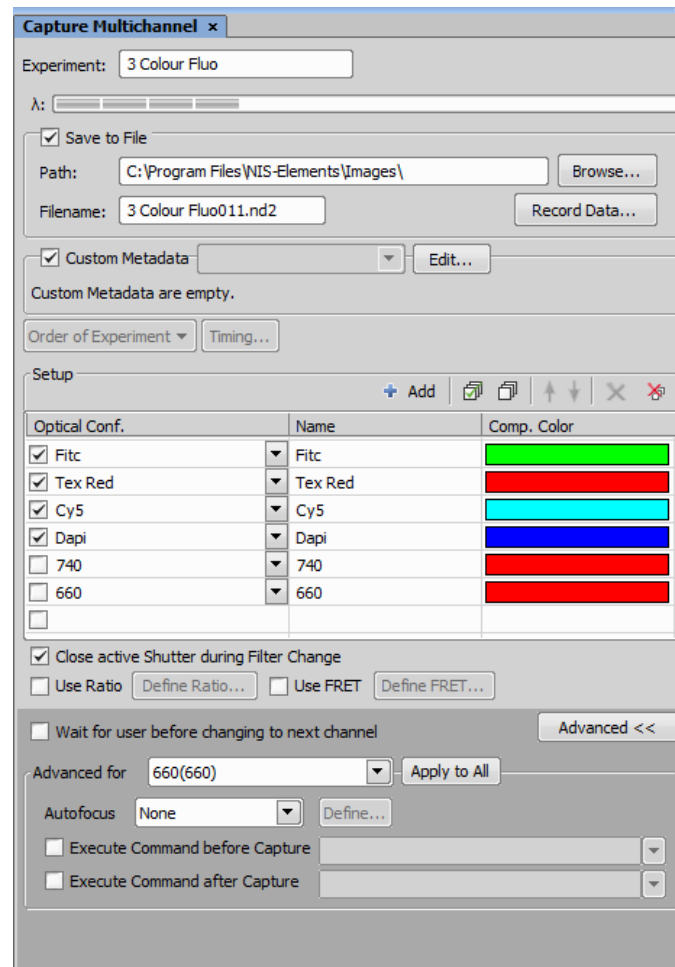 Capture Multichannel ×
Experiment: 3 Colour Fluo
λ:
Save to File
Path: C:\Program Files\NIS-Elements\Images\ Browse...
Filename: 3 Colour Fluo011.nd2 Record Data...
Custom Metadata Edit...
Custom Metadata are empty.
Order of Experiment Timing...
Setup
Add
Optical Conf. Name Comp. Color
Fitc Fitc
Tex Red Tex Red
Cy5 Cy5
Dapi Dapi
740 740
660 660
Close active Shutter during Filter Change
Use Ratio Define Ratio... Use FRET Define FRET...
Wait for user before changing to next channel Advanced <<
Advanced for 660(660) Apply to All
Autofocus None Define...
Execute Command before Capture
Execute Command after Capture